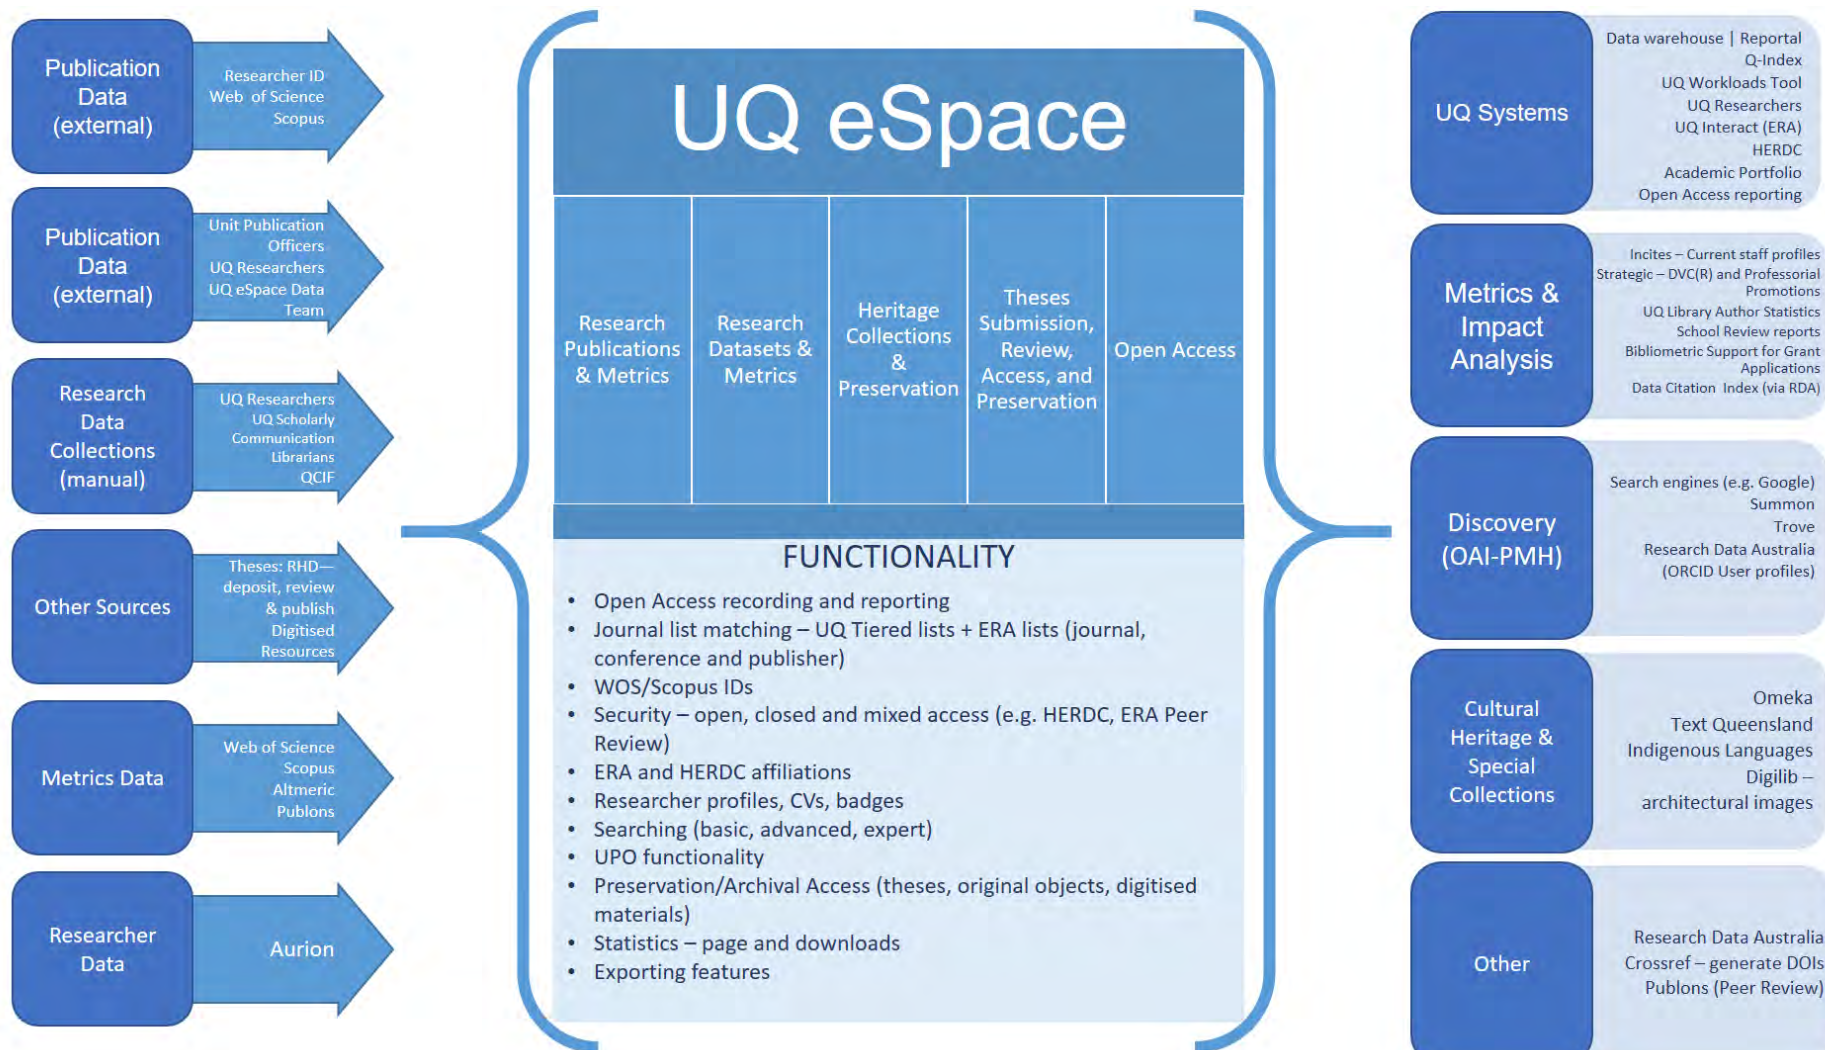 Publication
Data
(external)
Researcher ID
Web of Science
Scopus
Publication
Data
(external)
Unit Publication
Officers
UQ Researchers
UQ eSpace Data
Team
Research
Data
Collections
(manual)
UQ Researchers
UQ Scholarly
Communication
Librarians
QCIF
Other Sources
Theses: RHD—
deposit, review
& publish
Digitised
Resources
Metrics Data
Web of Science
Scopus
Altmeric
Publons
Researcher
Data
Aurion
UQ eSpace
Research
Publications
& Metrics
Research
Datasets &
Metrics
Heritage
Collections
&
Preservation
Theses
Submission,
Review,
Access, and
Preservation
Open Access
FUNCTIONALITY
• Open Access recording and reporting
• Journal list matching – UQ Tiered lists + ERA lists (journal,
conference and publisher)
• WOS/Scopus IDs
• Security – open, closed and mixed access (e.g. HERDC, ERA Peer
Review)
• ERA and HERDC affiliations
• Researcher profiles, CVs, badges
• Searching (basic, advanced, expert)
• UPO functionality
• Preservation/Archival Access (theses, original objects, digitised
materials)
• Statistics – page and downloads
• Exporting features
UQ Systems
Data warehouse | Reportal
Q-Index
UQ Workloads Tool
UQ Researchers
UQ Interact (ERA)
HERDC
Academic Portfolio
Open Access reporting
Metrics &
Impact
Analysis
Incites – Current staff profiles
Strategic – DVC(R) and Professorial
Promotions
UQ Library Author Statistics
School Review reports
Bibliometric Support for Grant
Applications
Data Citation Index (via RDA)
Discovery
(OAI-PMH)
Search engines (e.g. Google)
Summon
Trove
Research Data Australia
(ORCID User profiles)
Cultural
Heritage &
Special
Collections
Omeka
Text Queensland
Indigenous Languages
Digilib –
architectural images
Other
Research Data Australia
Crossref – generate DOIs
Publons (Peer Review)